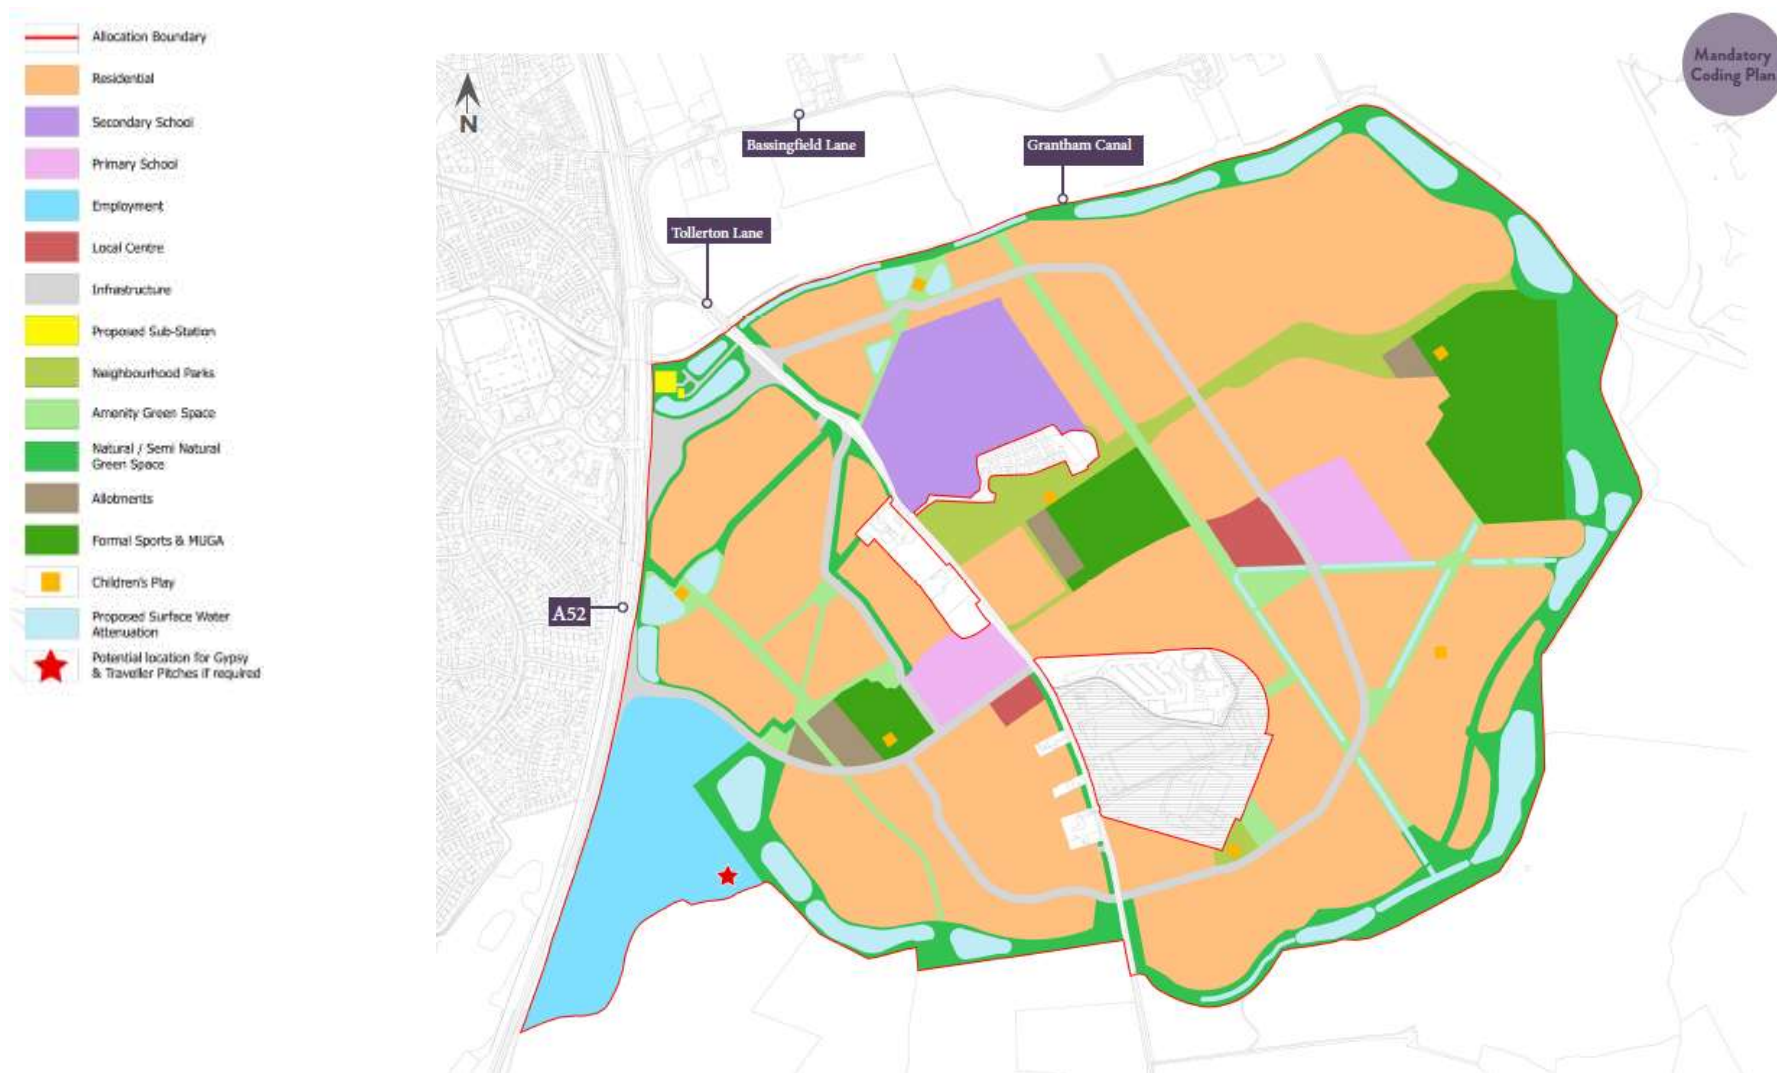 Allocation Boundary
Residential
Secondary School
Primary School
Employment
Local Centre
Infrastructure
Proposed Sub-Station
Neighbourhood Parks
Amenity Green Space
Natural / Semi Natural
Green Space
Allotments
Formal Sports & MUGA
Children's Play
Proposed Surface Water
Attenuation
Potential location for Gypsy
& Traveller Pitches if required
N
Bassingfield Lane
Grantham Canal
Tollerton Lane
A52
Mandatory
Coding Plan